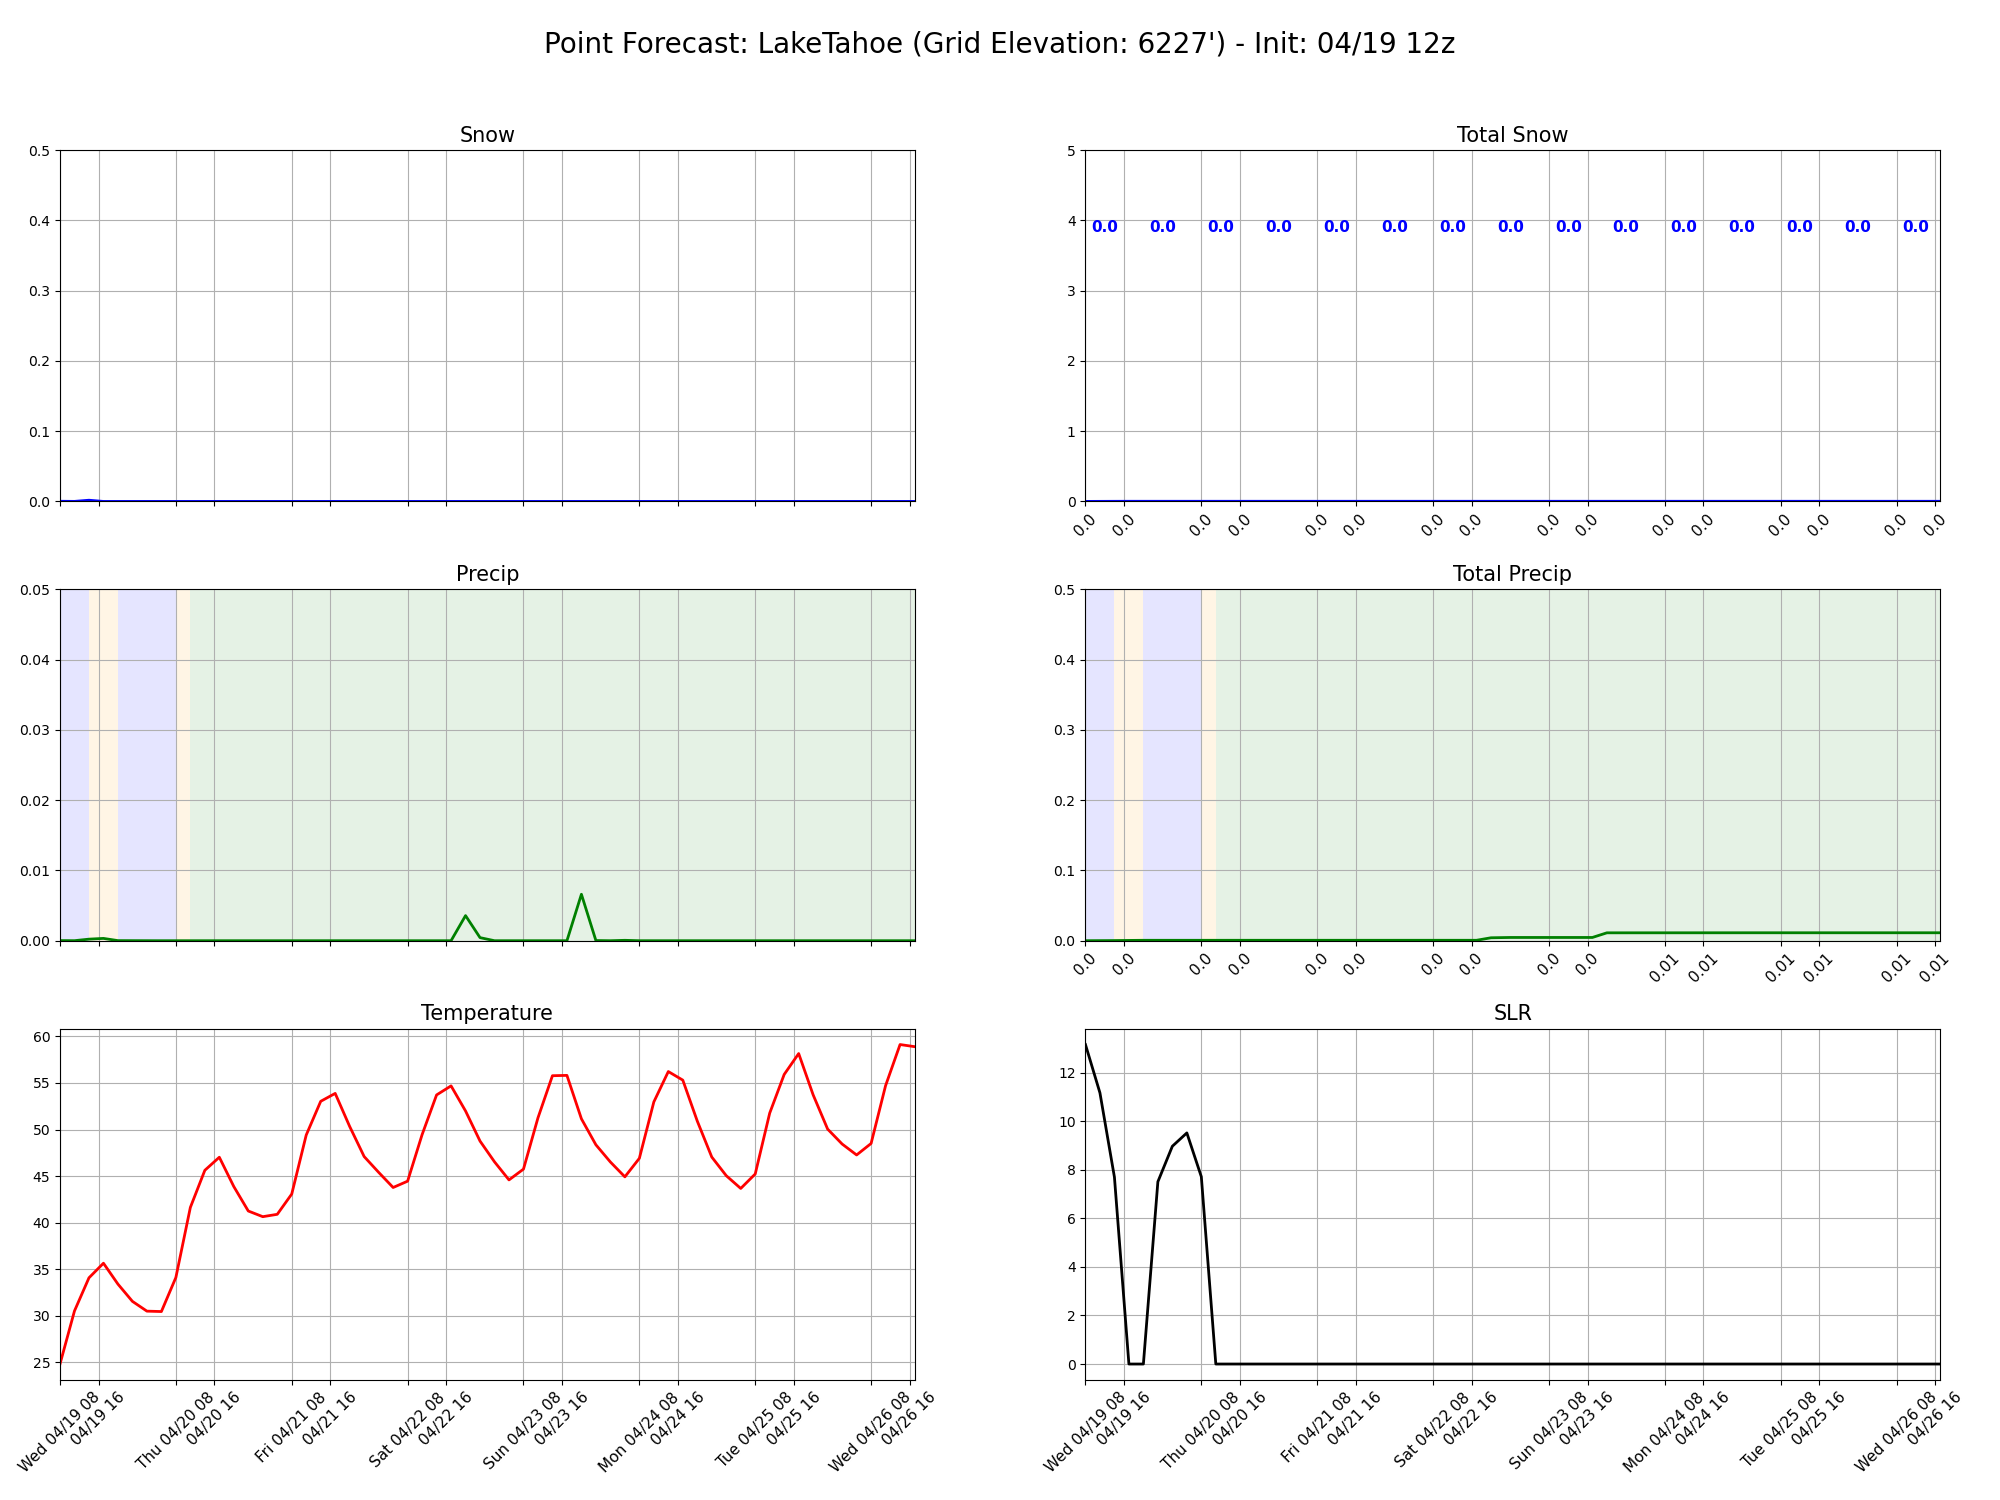 Point Forecast: LakeTahoe (Grid Elevation: 6227') - Init: 04/19 12z
Snow
0.5
0.4
0.3
0.2
0.1
0.0
Total Snow
5
4
3
2
1
0
0.0 0.0 0.0 0.0 0.0 0.0 0.0 0.0 0.0 0.0 0.0 0.0 0.0 0.0 0.0
0.0 0.0 0.0 0.0 0.0 0.0 0.0 0.0 0.0 0.0 0.0 0.0 0.0 0.0 0.0 0.0
Precip
0.05
0.04
0.03
0.02
0.01
0.00
Total Precip
0.5
0.4
0.3
0.2
0.1
0.0
0.0 0.0 0.0 0.0 0.0 0.0 0.0 0.0 0.0 0.0 0.01 0.01 0.01 0.01 0.01 0.01
Temperature
60
55
50
45
40
35
30
25
Wed 04/19 08
04/19 16
Thu 04/20 08
04/20 16
Fri 04/21 08
04/21 16
Sat 04/22 08
04/22 16
Sun 04/23 08
04/23 16
Mon 04/24 08
04/24 16
Tue 04/25 08
04/25 16
Wed 04/26 08
04/26 16
SLR
12
10
8
6
4
2
0
Wed 04/19 08
04/19 16
Thu 04/20 08
04/20 16
Fri 04/21 08
04/21 16
Sat 04/22 08
04/22 16
Sun 04/23 08
04/23 16
Mon 04/24 08
04/24 16
Tue 04/25 08
04/25 16
Wed 04/26 08
04/26 16